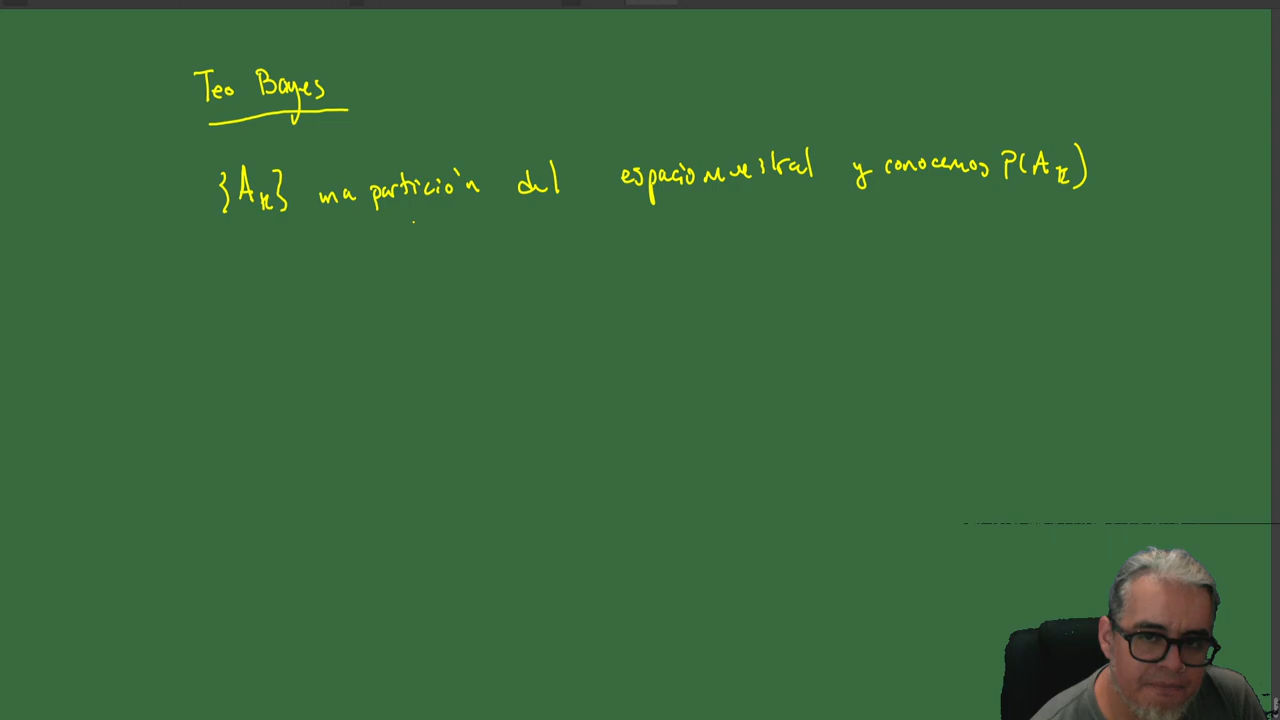 Teo Bayes
{A_k} una partición del espacio muestral y conocemos P(A_k)